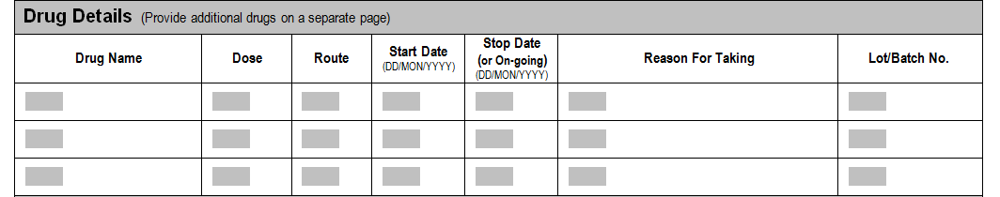 Drug Details (Provide additional drugs on a separate page)
Drug Name
Dose
Route
Start Date
(DD/MON/YYYY)
Stop Date
(or On-going)
(DD/MON/YYYY)
Reason For Taking
Lot/Batch No.